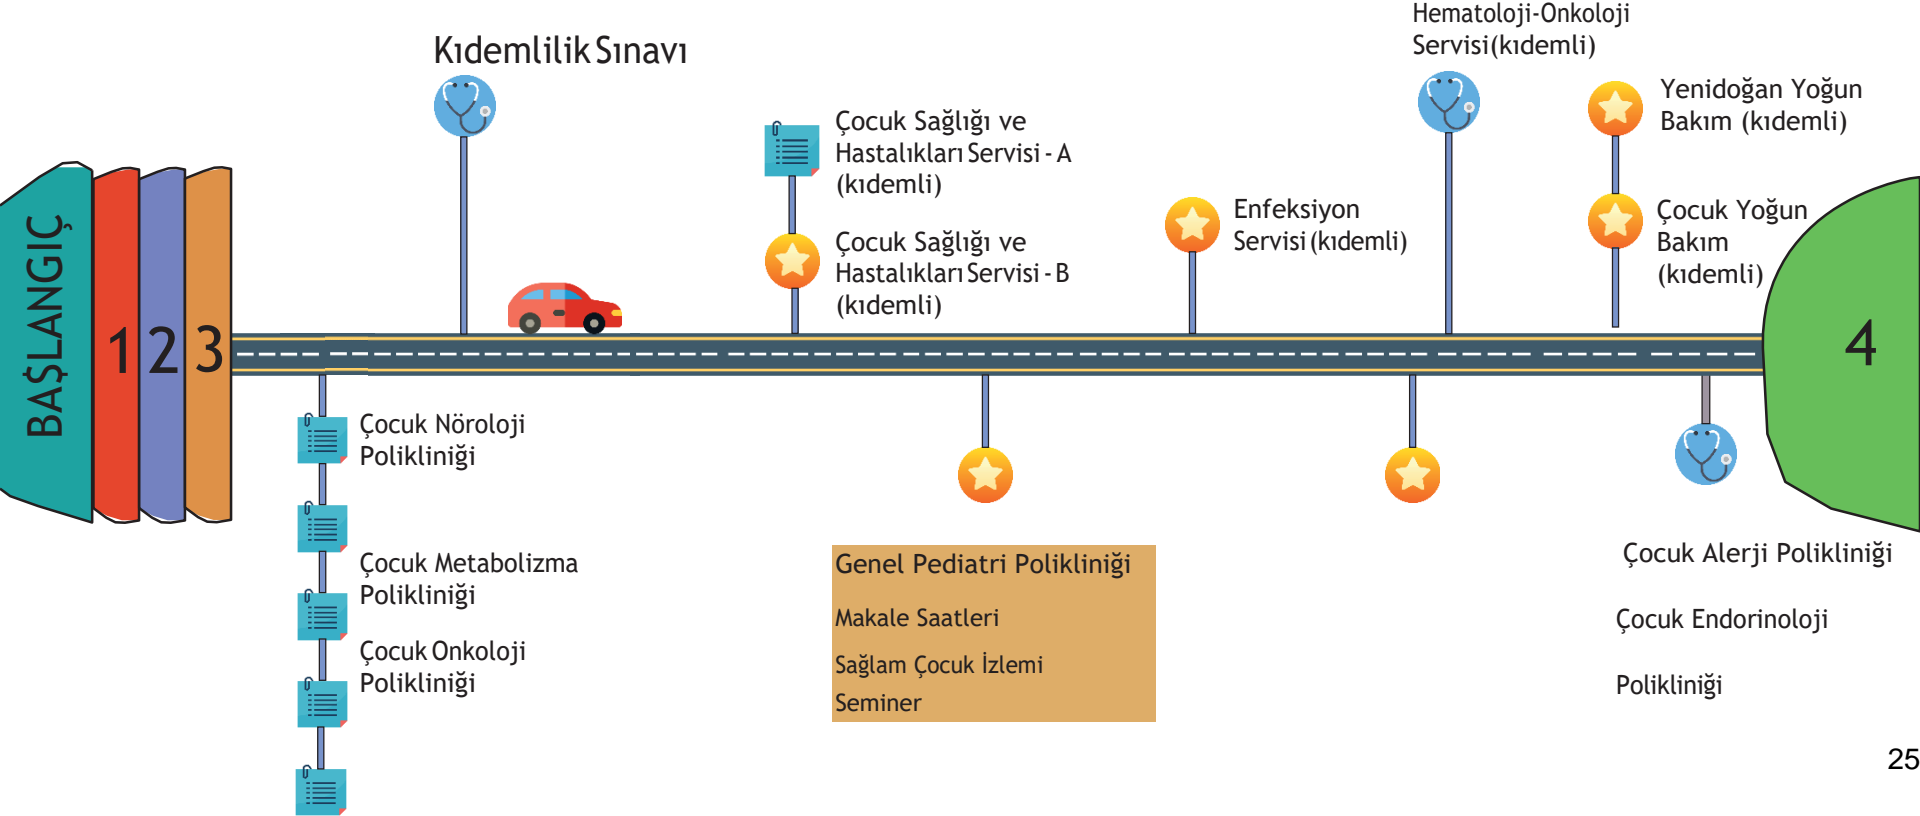 Hematoloji-Onkoloji
Servisi(kıdemli)
Kıdemlilik Sınavı
Yenidoğan Yoğun
Bakım (kıdemli)
Çocuk Sağlığı ve
Hastalıkları Servisi - A
(kıdemli)
Enfeksiyon
Servisi(kıdemli)
Çocuk Yoğun
Bakım
(kıdemli)
Çocuk Sağlığı ve
Hastalıkları Servisi - B
(kıdemli)
BAŞLANGIÇ
1
2
3
4
Çocuk Nöroloji
Polikliniği
Çocuk Metabolizma
Polikliniği
Çocuk Onkoloji
Polikliniği
Genel Pediatri Polikliniği
Makale Saatleri
Sağlam Çocuk İzlemi
Seminer
Çocuk Alerji Polikliniği
Çocuk Endorinoloji
Polikliniği
25